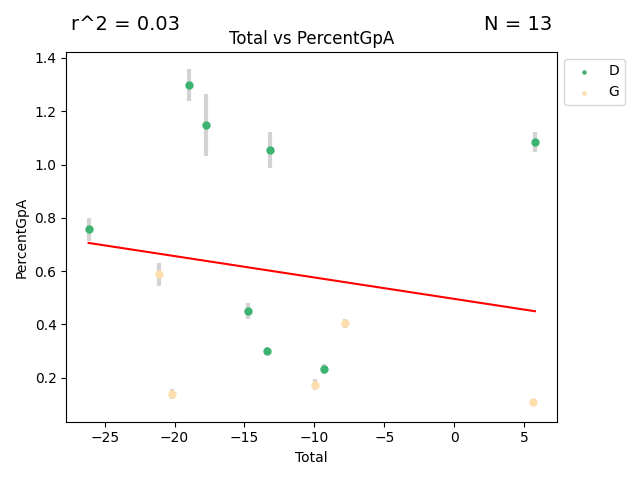 r^2 = 0.03
N = 13
Total vs PercentGpA
D
G
1.4
1.2
1.0
0.8
0.6
0.4
0.2
PercentGpA
−25
−20
−15
−10
−5
0
5
Total